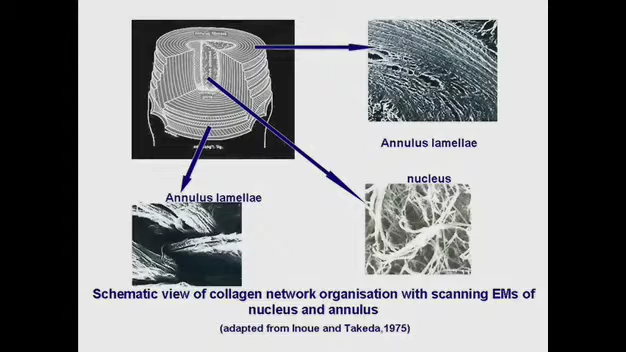 Annulus lamellae
nucleus
Annulus lamellae
Schematic view of collagen network organisation with scanning EMs of
nucleus and annulus
(adapted from Inoue and Takeda,1975)